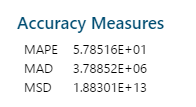 Accuracy Measures
MAPE 5.78516E+01
MAD 3.78852E+06
MSD 1.88301E+13